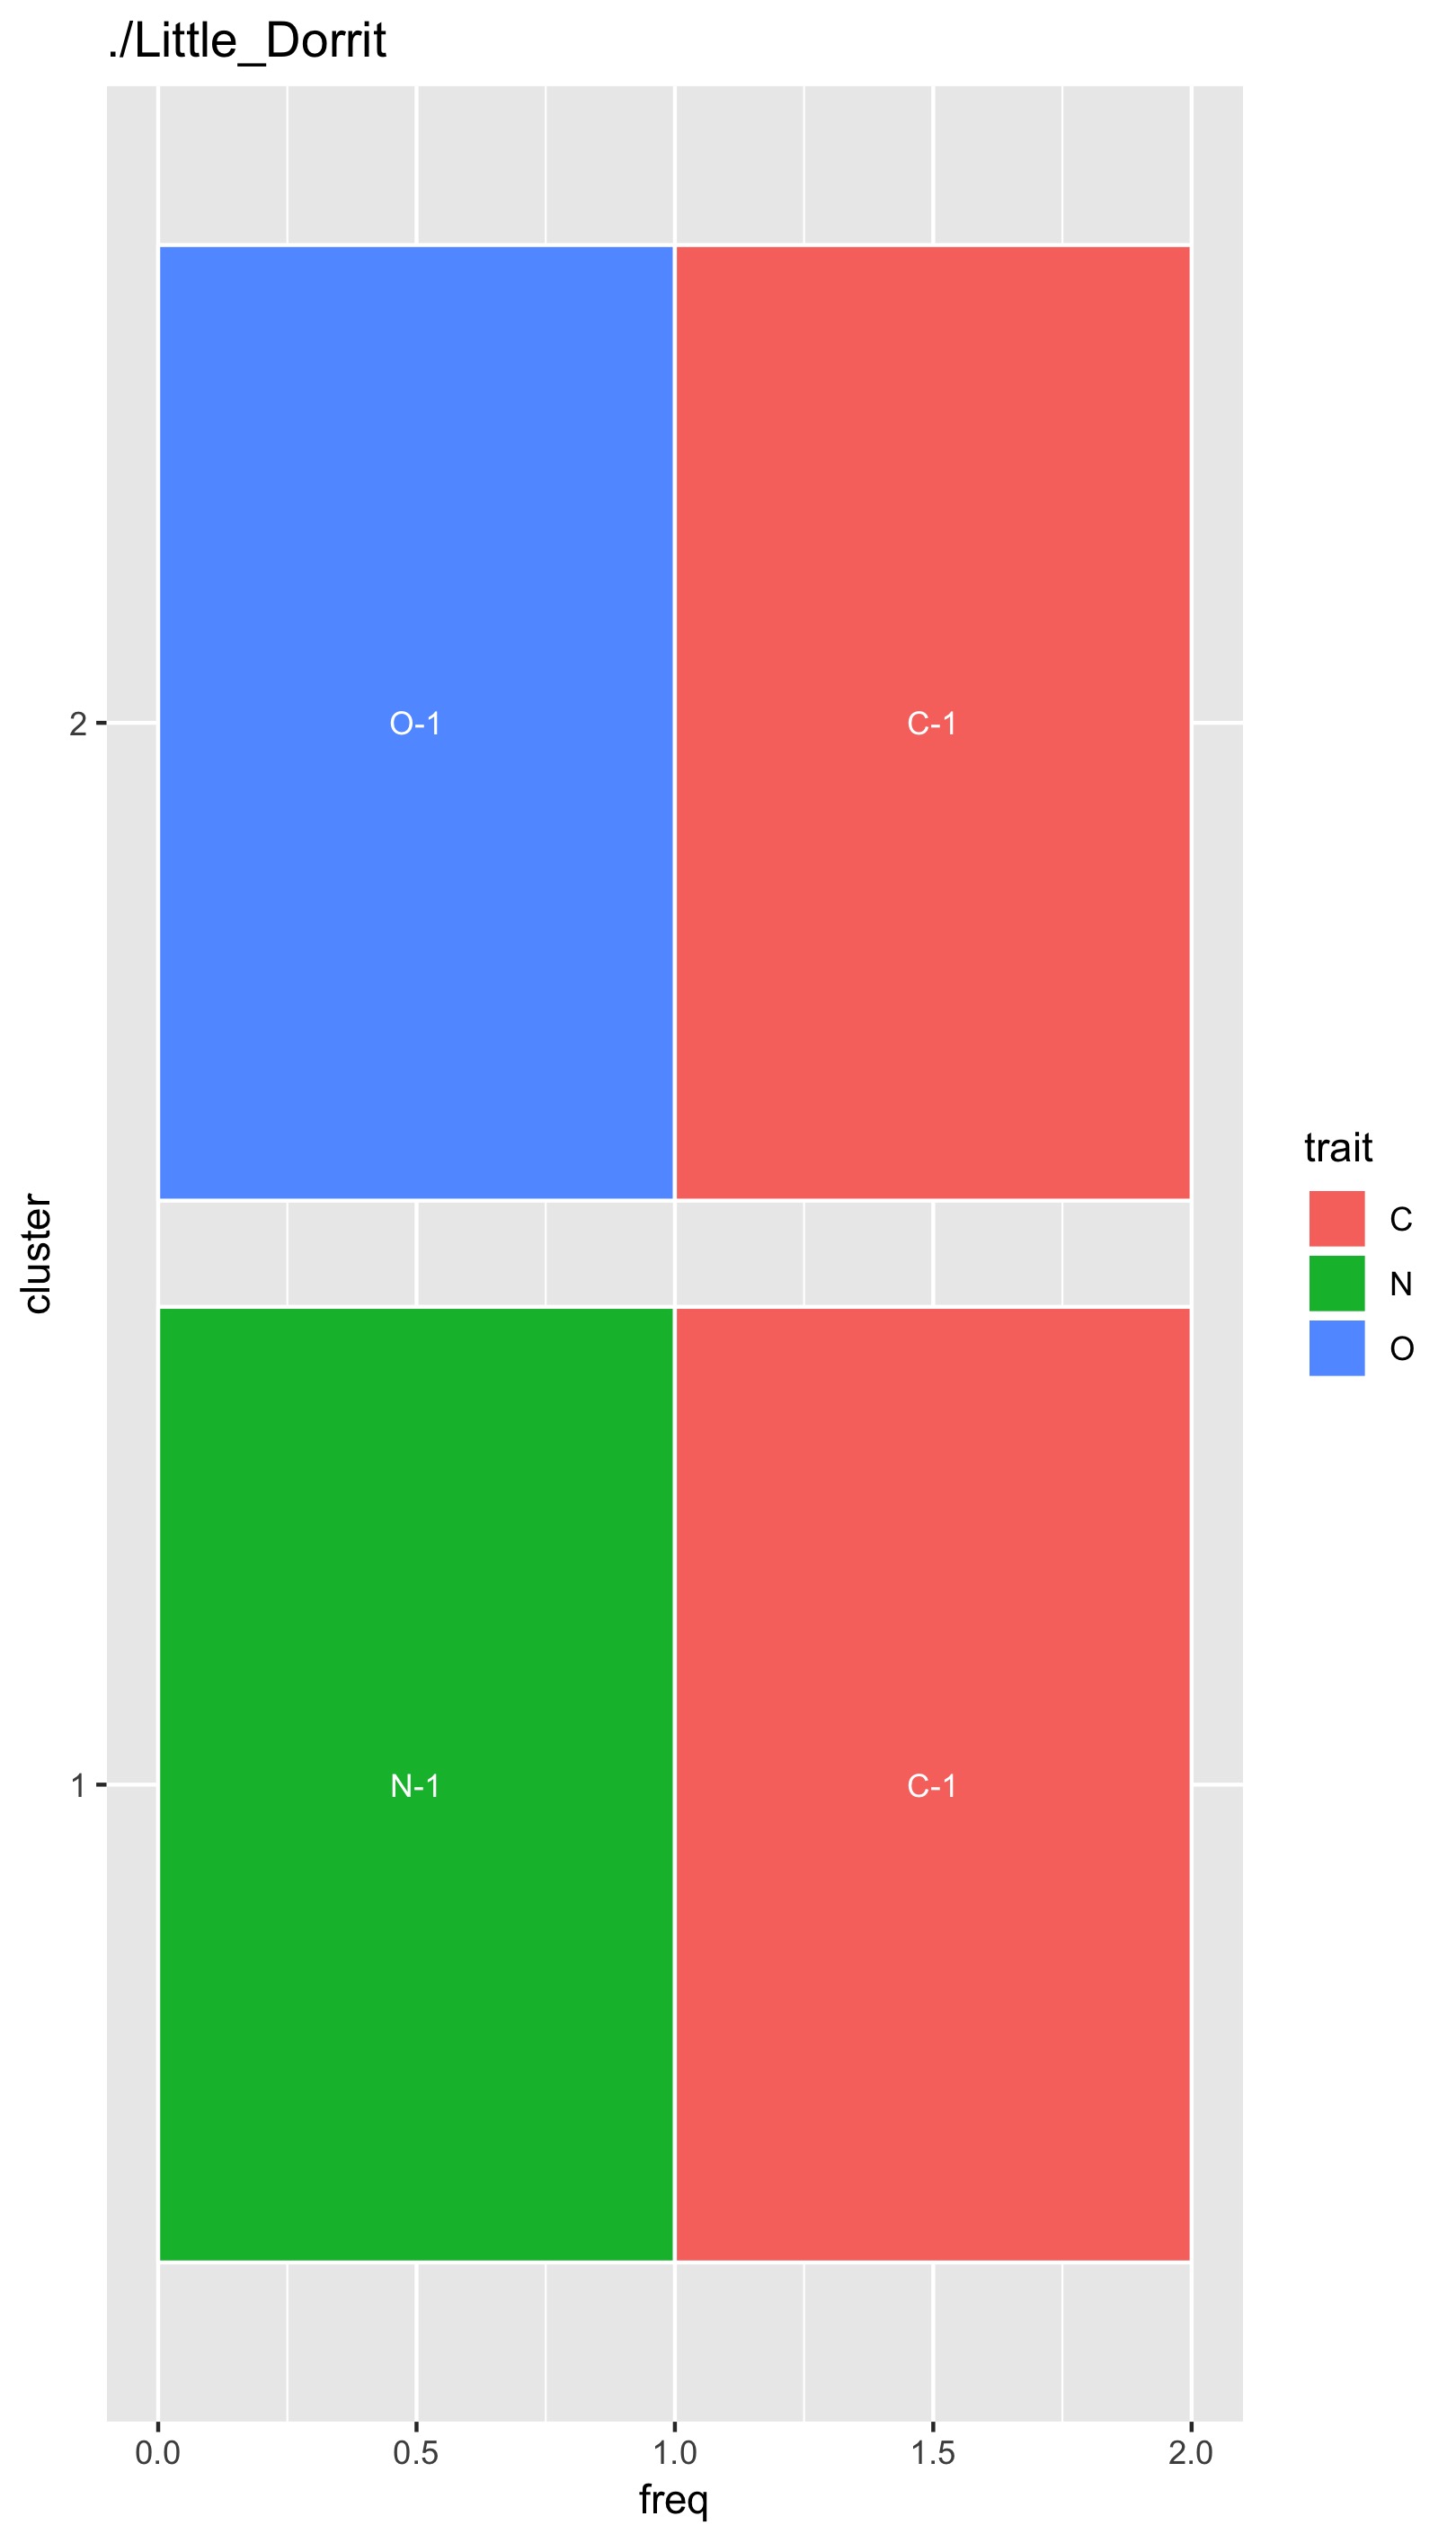 ./Little_Dorrit
cluster
2
O-1 C-1
1
N-1 C-1
0.0 0.5 1.0 1.5 2.0
freq
trait
C
N
O